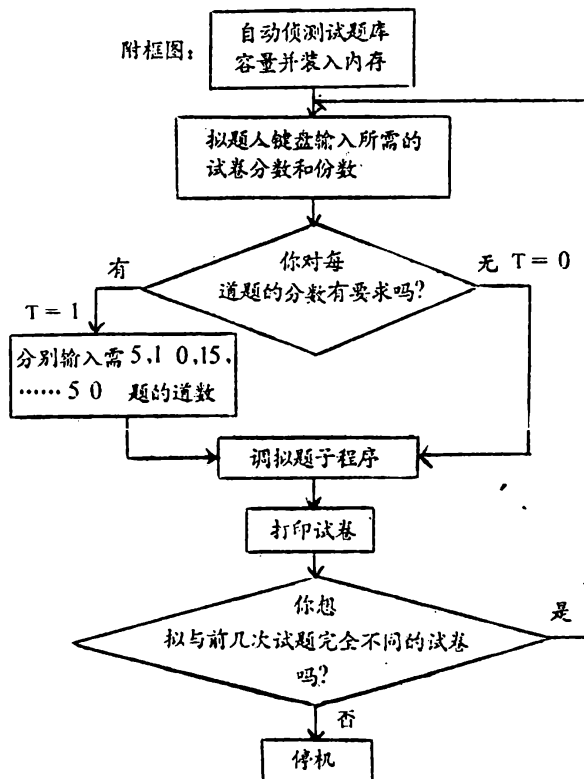 附框图：
自动侦测试题库
容量并装入内存
拟题人键盘输入所需的
试卷分数和份数
你对每
道题的分数有要求吗？
有
无 T = 0
T = 1
分别输入需 5,1 0,15,
……5 0 题的道数
调拟题子程序
打印试卷
你想
拟与前几次试题完全不同的试卷
吗？
是
否
停机